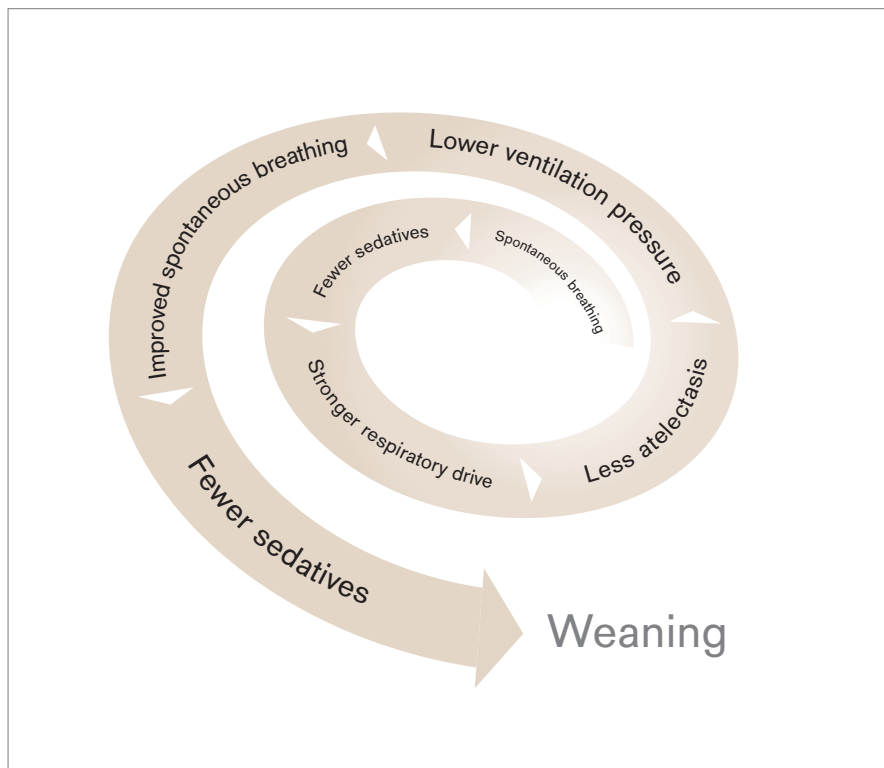 Spontaneous breathing
Fewer sedatives
Stronger respiratory drive
Less atelectasis
Lower ventilation pressure
Improved spontaneous breathing
Fewer sedatives
Weaning